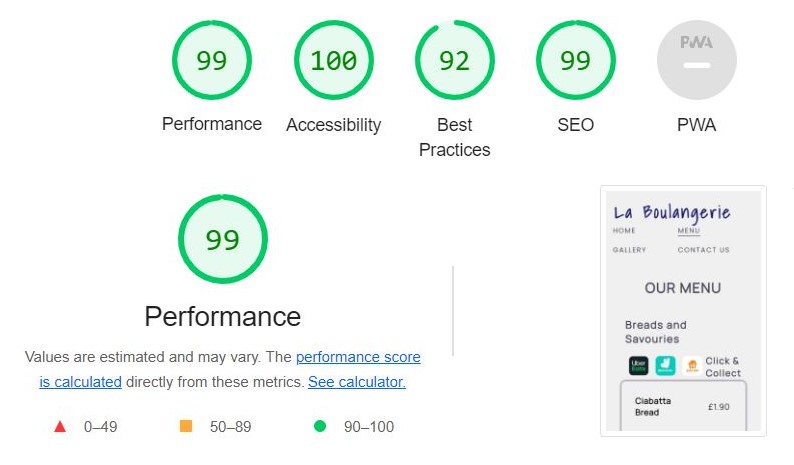 99
100
92
99
PWA
Performance
Accessibility
Best
Practices
SEO
PWA
99
Performance
Values are estimated and may vary. The performance score
is calculated directly from these metrics. See calculator.
0–49
50–89
90–100
La Boulangerie
HOME
MENU
GALLERY
CONTACT US
OUR MENU
Breads and
Savouries
Uber
Eats
Click &
Collect
Ciabatta
Bread
£1.90